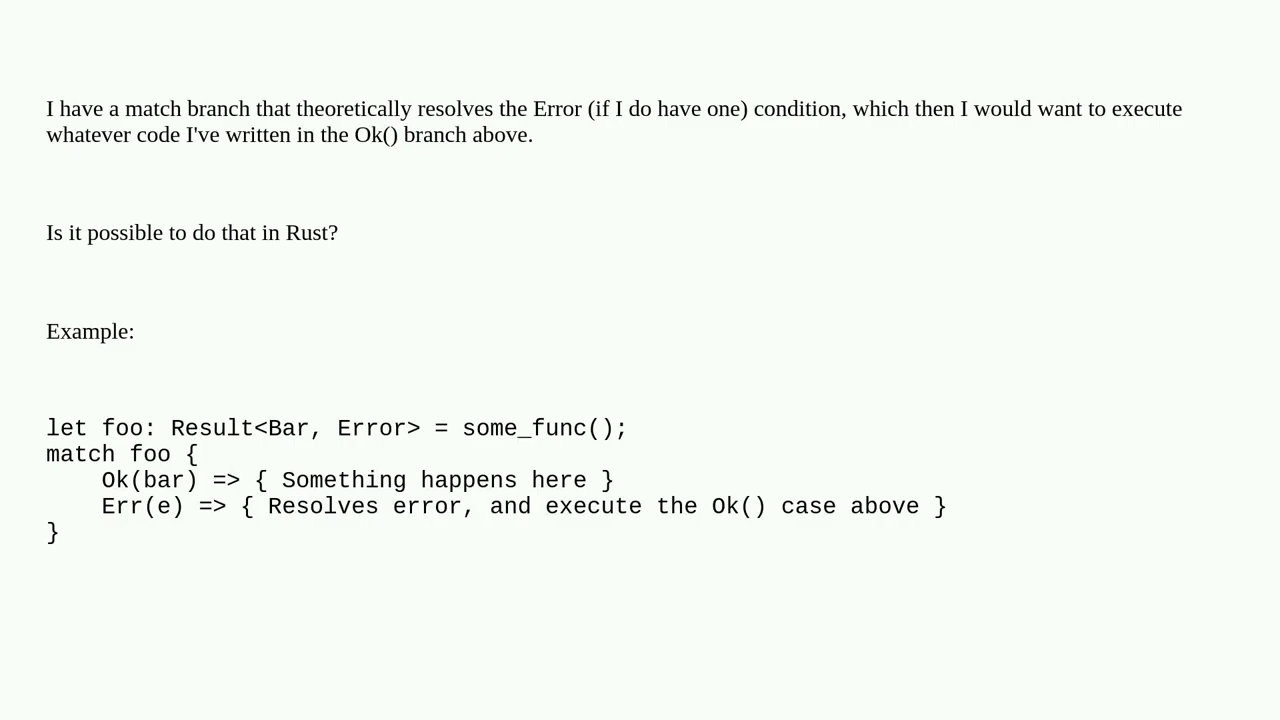 I have a match branch that theoretically resolves the Error (if I do have one) condition, which then I would want to execute
whatever code I've written in the Ok() branch above.
Is it possible to do that in Rust?
Example:
let foo: Result<Bar, Error> = some_func();
match foo {
    Ok(bar) => { Something happens here }
    Err(e) => { Resolves error, and execute the Ok() case above }
}